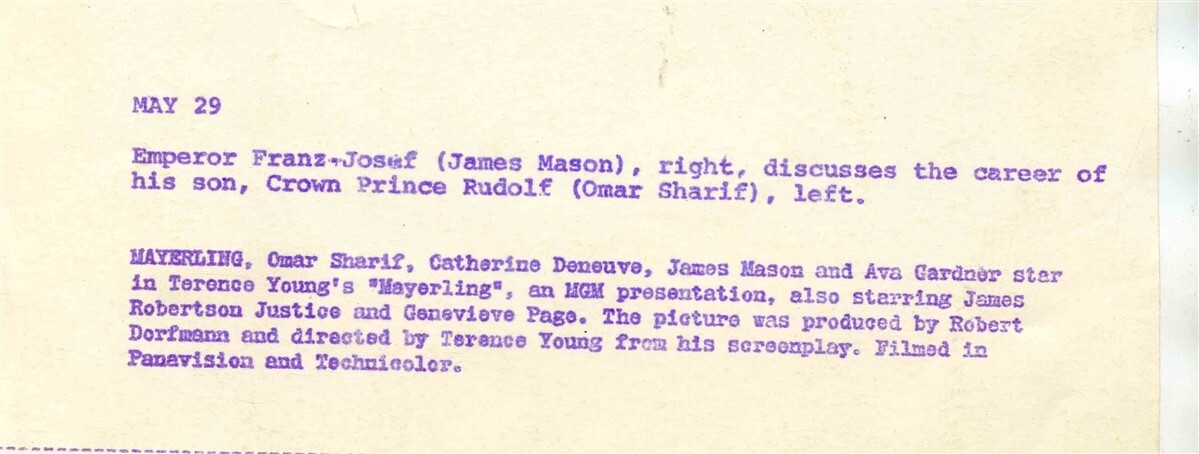 MAY 29
Emperor Franz-Josef (James Mason), right, discusses the career of
his son, Crown Prince Rudolf (Omar Sharif), left.
MAYERLING, Omar Sharif, Catherine Deneuve, James Mason and Ava Gardner star
in Terence Young's "Mayerling", an MGM presentation, also starring James
Robertson Justice and Genevieve Page. The picture was produced by Robert
Dorfmann and directed by Terence Young from his screenplay. Filmed in
Panavision and Technicolor.